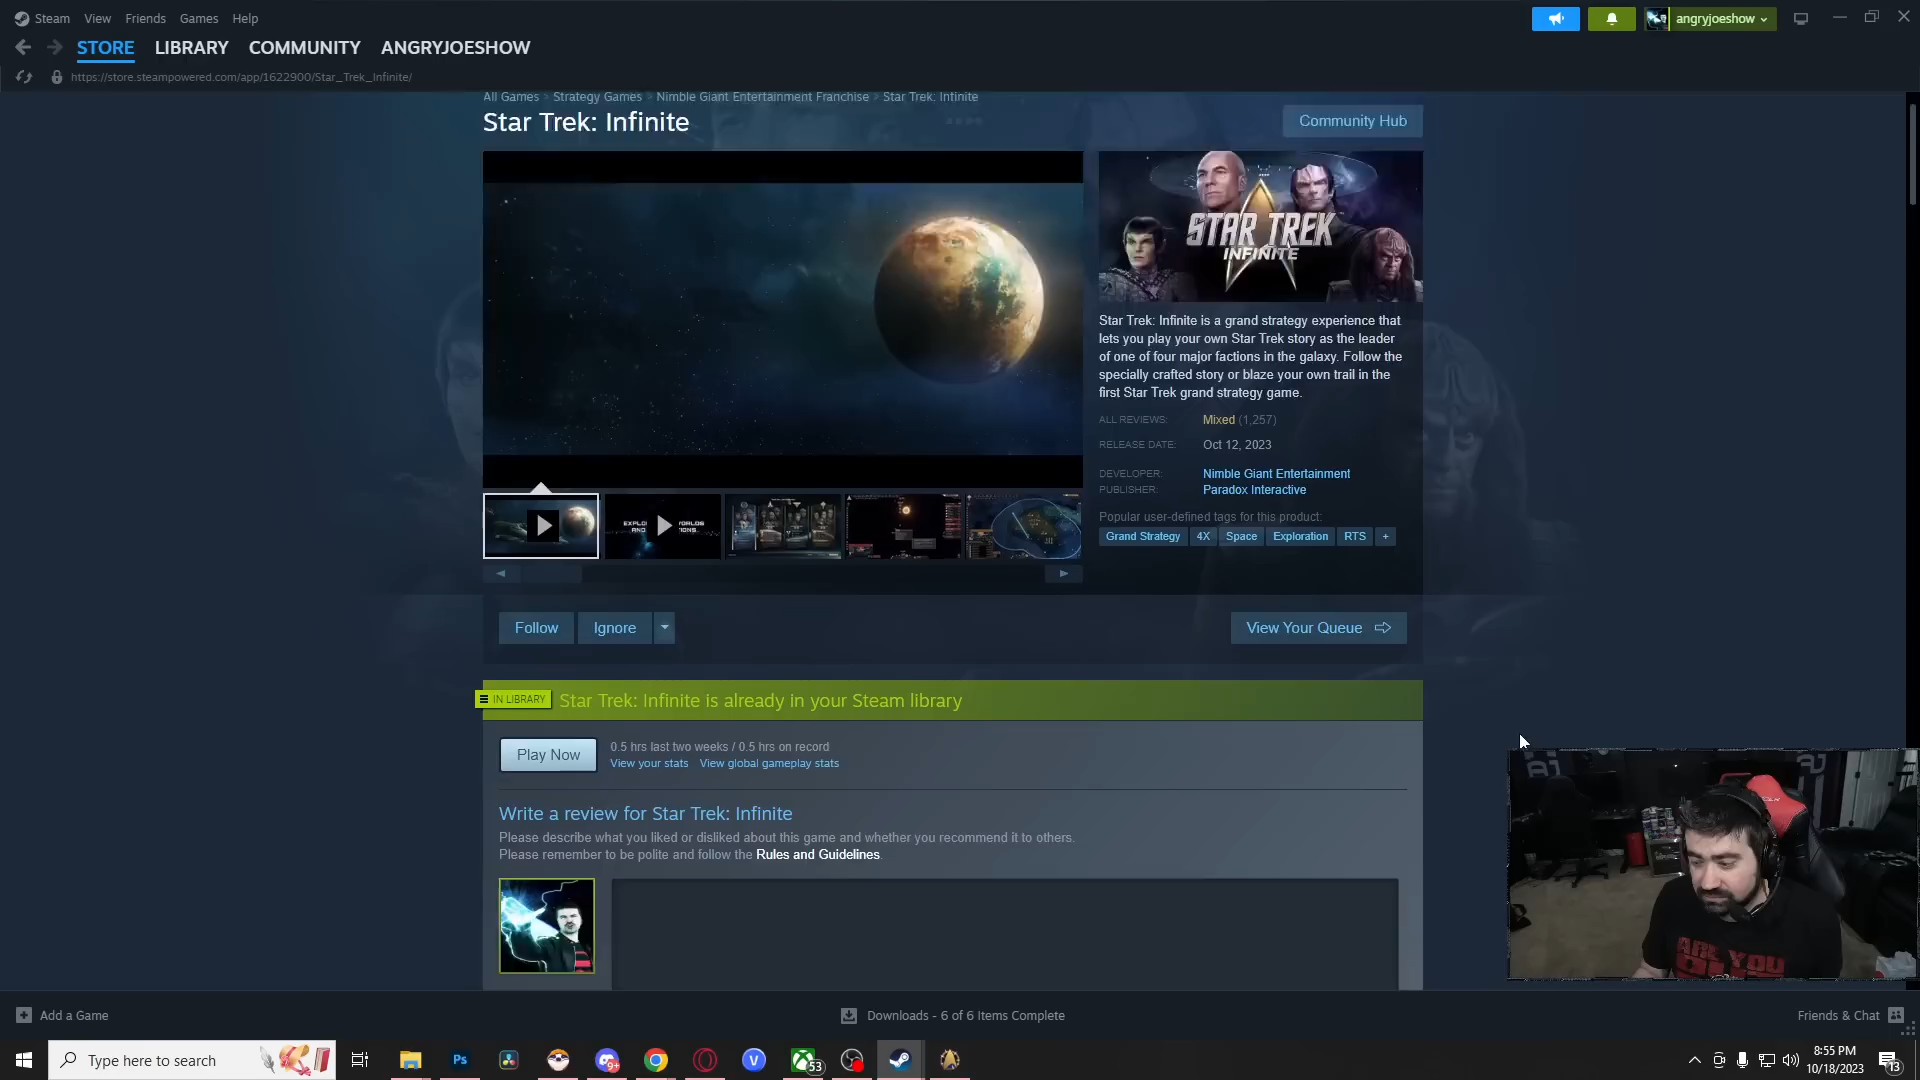 Steam View Friends Games Help
angryjoeshow
STORE LIBRARY COMMUNITY ANGRYJOESHOW
https://store.steampowered.com/app/1622900/Star_Trek_Infinite/
All Games > Strategy Games > Nimble Giant Entertainment Franchise > Star Trek: Infinite
Star Trek: Infinite
Community Hub
STAR TREK
INFINITE
Star Trek: Infinite is a grand strategy experience that
lets you play your own Star Trek story as the leader
of one of four major factions in the galaxy. Follow the
specially crafted story or blaze your own trail in the
first Star Trek grand strategy game.
ALL REVIEWS: Mixed (1,257)
RELEASE DATE: Oct 12, 2023
DEVELOPER: Nimble Giant Entertainment
PUBLISHER: Paradox Interactive
Popular user-defined tags for this product:
Grand Strategy 4X Space Exploration RTS +
Follow Ignore
View Your Queue
IN LIBRARY Star Trek: Infinite is already in your Steam library
Play Now
0.5 hrs last two weeks / 0.5 hrs on record
View your stats View global gameplay stats
Write a review for Star Trek: Infinite
Please describe what you liked or disliked about this game and whether you recommend it to others.
Please remember to be polite and follow the Rules and Guidelines.
ARE YOU
Add a Game
Downloads - 6 of 6 Items Complete
Friends & Chat
Type here to search
Ps
9+
V
53
8:55 PM
10/18/2023
13